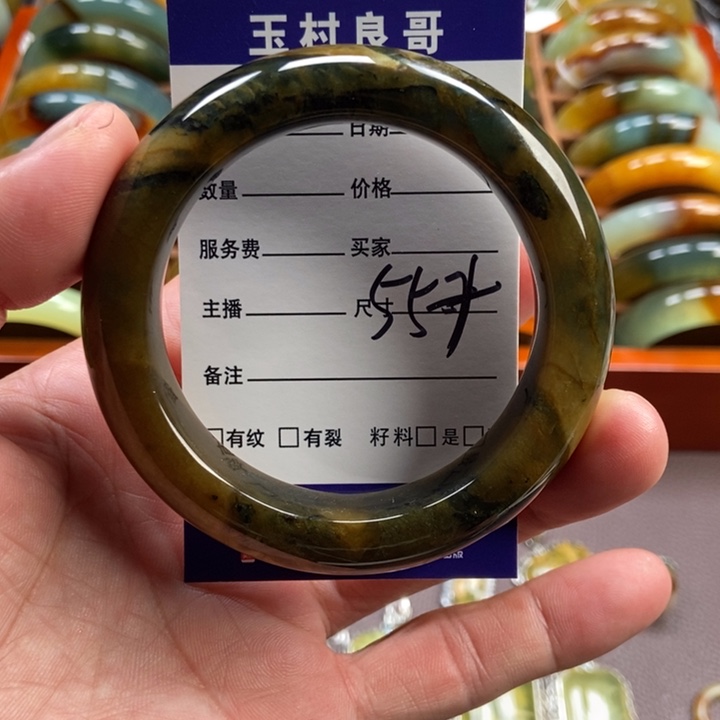 玉村良哥
日期
数量 价格
服务费 买家
主播 尺寸
备注
□有纹 □有裂 籽料□是□